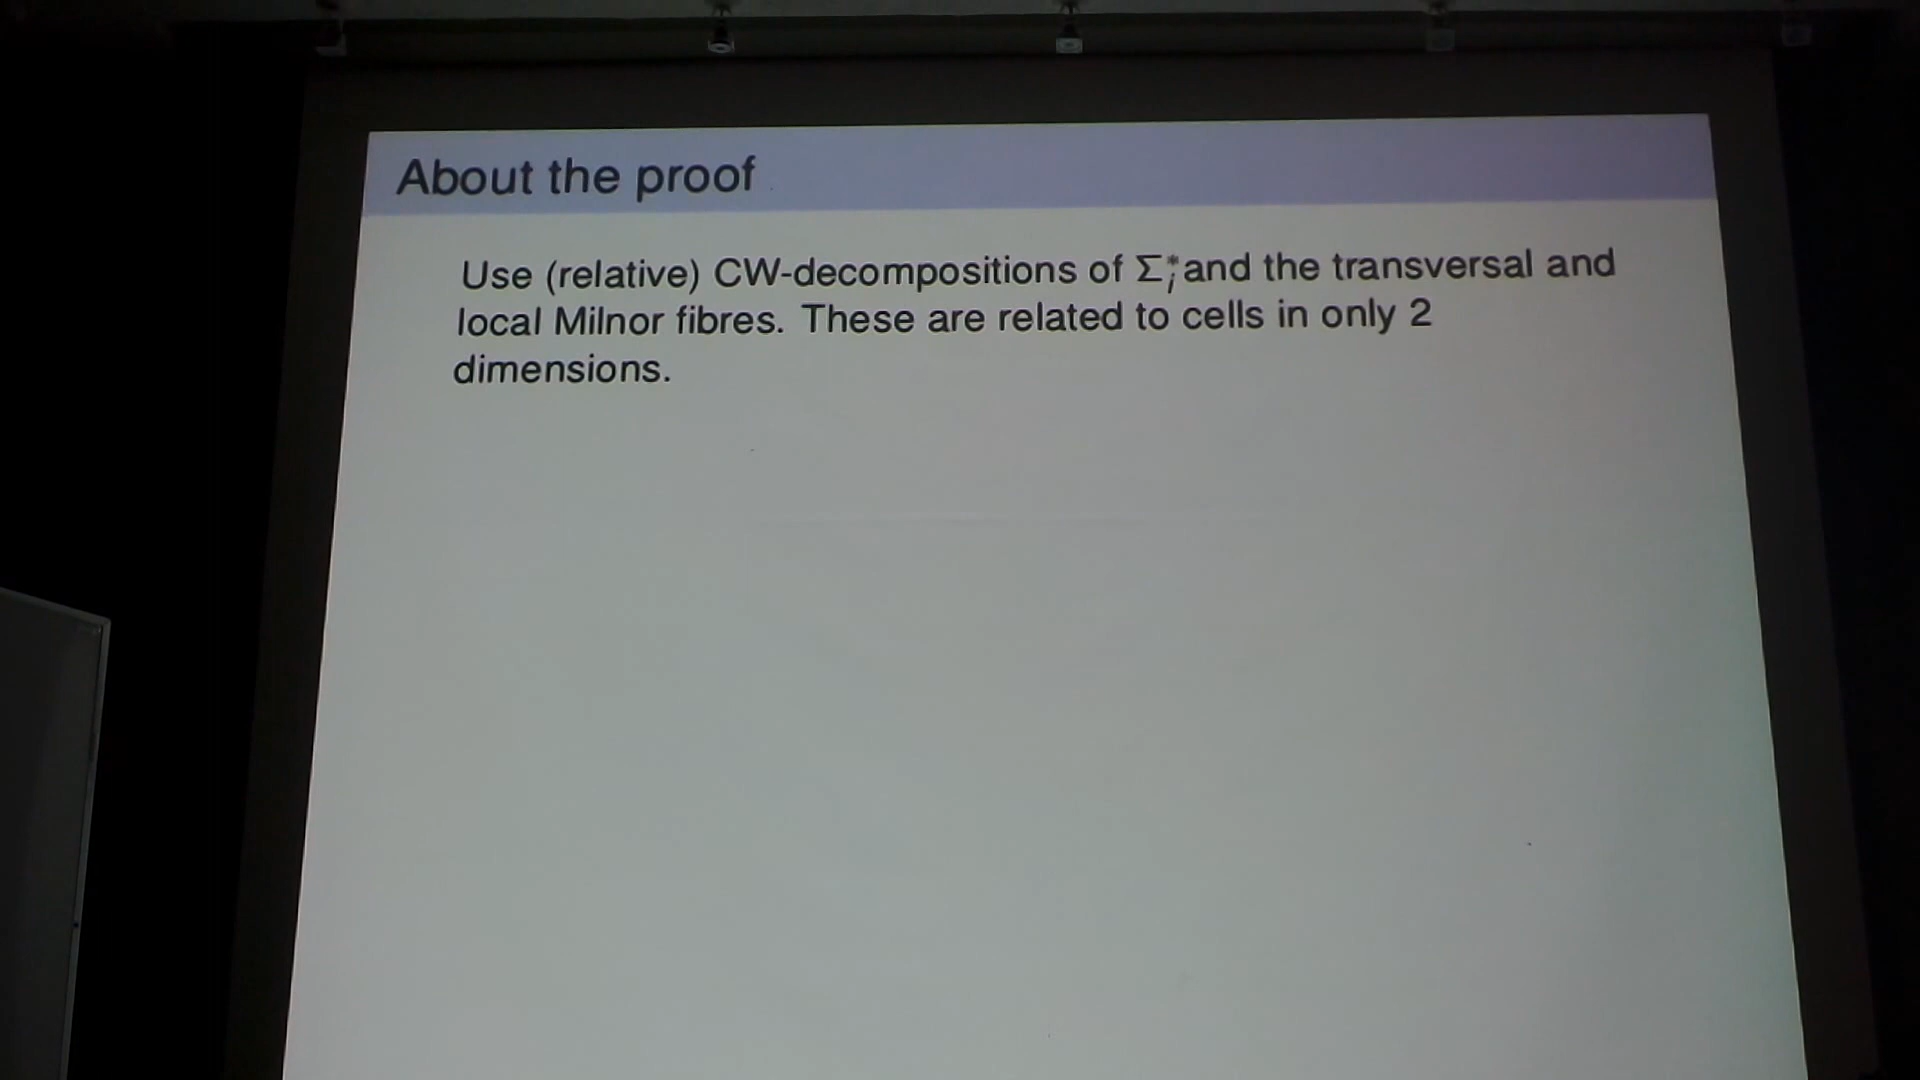 About the proof
Use (relative) CW-decompositions of Σ*ᵢ and the transversal and
local Milnor fibres. These are related to cells in only 2
dimensions.